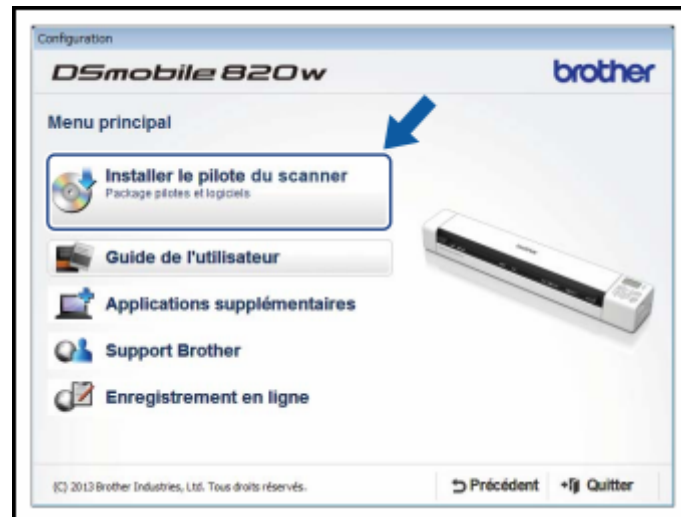 Configuration
DSmobile 820w
brother
Menu principal
Installer le pilote du scanner
Package pilotes et logiciels
Guide de l'utilisateur
Applications supplémentaires
Support Brother
Enregistrement en ligne
(C) 2013 Brother Industries, Ltd. Tous droits réservés.
Précédent
Quitter